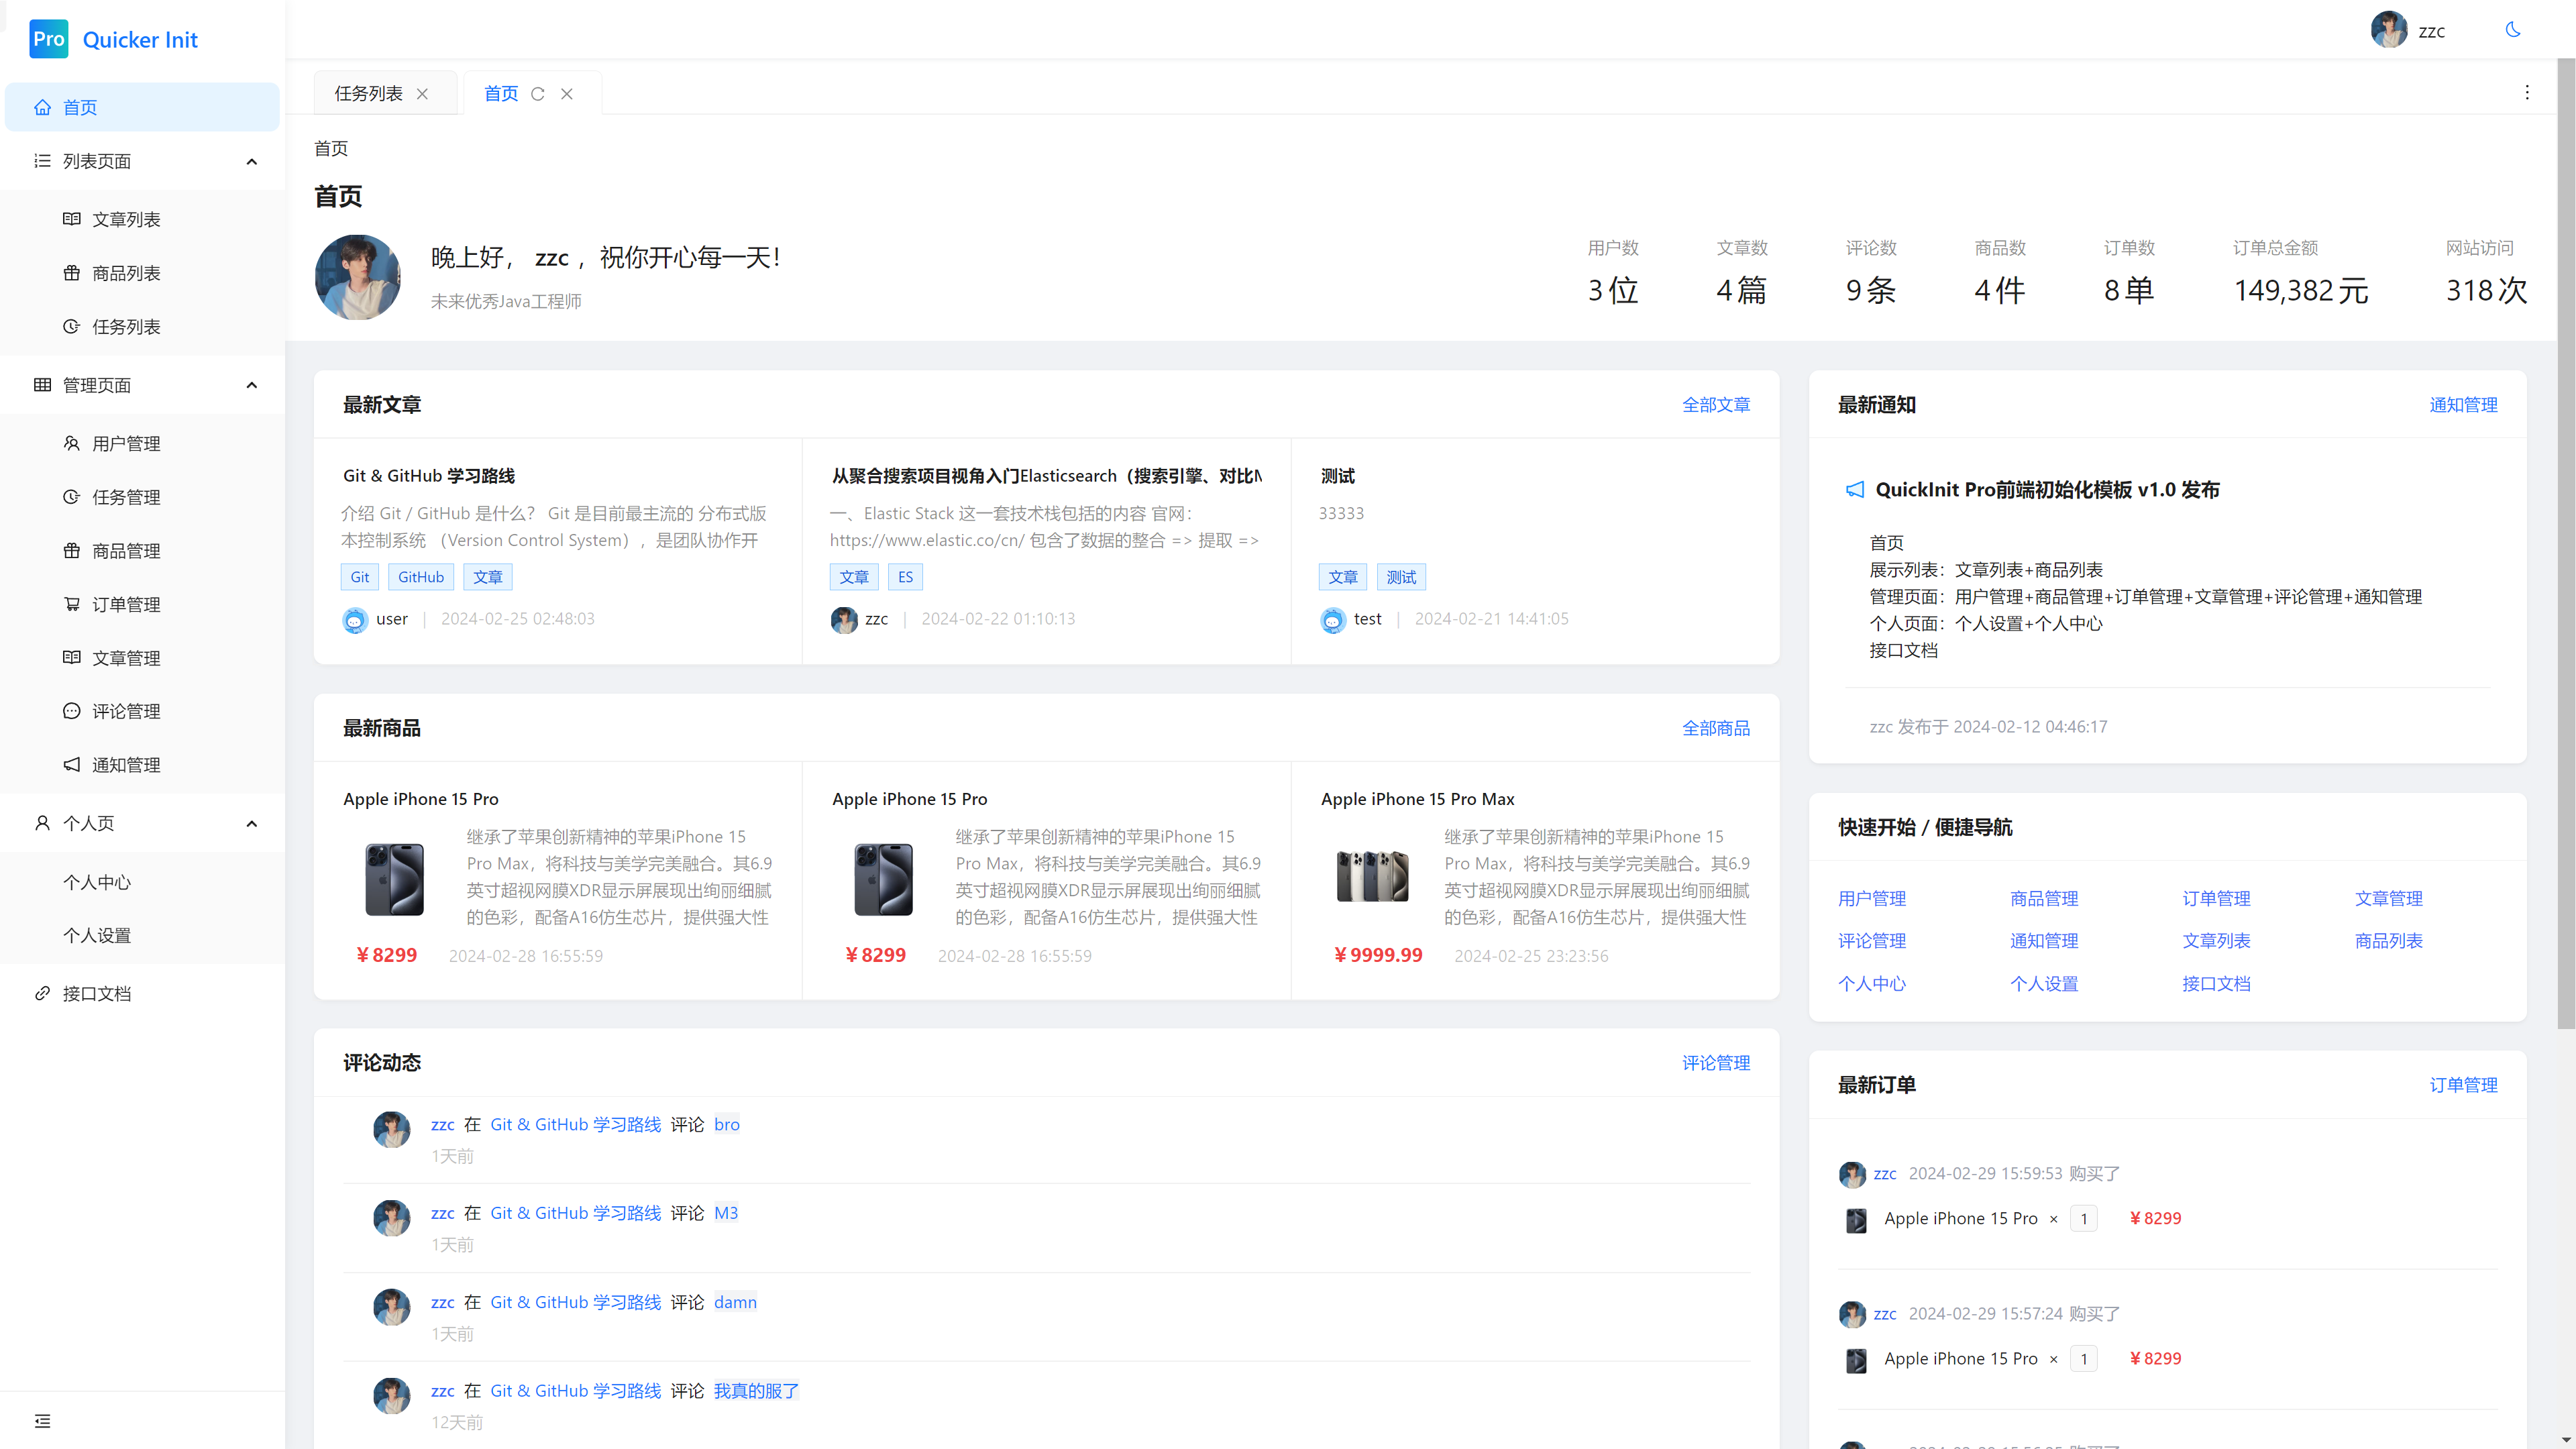 Pro Quicker Init
zzc
首页
列表页面
文章列表
商品列表
任务列表
管理页面
用户管理
任务管理
商品管理
订单管理
文章管理
评论管理
通知管理
个人页
个人中心
个人设置
接口文档
任务列表 首页
首页
首页
晚上好， zzc ，祝你开心每一天！
未来优秀Java工程师
用户数 文章数 评论数 商品数 订单数 订单总金额 网站访问
3 位 4 篇 9 条 4 件 8 单 149,382 元 318 次
最新文章 全部文章
Git & GitHub 学习路线
介绍 Git / GitHub 是什么？ Git 是目前最主流的 分布式版
本控制系统 （Version Control System），是团队协作开
Git GitHub 文章
user | 2024-02-25 02:48:03
从聚合搜索项目视角入门Elasticsearch（搜索引擎、对比
一、Elastic Stack 这一套技术栈包括的内容 官网：
https://www.elastic.co/cn/ 包含了数据的整合 => 提取 =>
文章 ES
zzc | 2024-02-22 01:10:13
测试
33333
文章 测试
test | 2024-02-21 14:41:05
最新商品 全部商品
Apple iPhone 15 Pro
继承了苹果创新精神的苹果iPhone 15
Pro Max，将科技与美学完美融合。其6.9
英寸超视网膜XDR显示屏展现出绚丽细腻
的色彩，配备A16仿生芯片，提供强大性
￥8299 2024-02-28 16:55:59
Apple iPhone 15 Pro
继承了苹果创新精神的苹果iPhone 15
Pro Max，将科技与美学完美融合。其6.9
英寸超视网膜XDR显示屏展现出绚丽细腻
的色彩，配备A16仿生芯片，提供强大性
￥8299 2024-02-28 16:55:59
Apple iPhone 15 Pro Max
继承了苹果创新精神的苹果iPhone 15
Pro Max，将科技与美学完美融合。其6.9
英寸超视网膜XDR显示屏展现出绚丽细腻
的色彩，配备A16仿生芯片，提供强大性
￥9999.99 2024-02-25 23:23:56
评论动态 评论管理
zzc 在 Git & GitHub 学习路线 评论 bro
1天前
zzc 在 Git & GitHub 学习路线 评论 M3
1天前
zzc 在 Git & GitHub 学习路线 评论 damn
1天前
zzc 在 Git & GitHub 学习路线 评论 我真的服了
12天前
最新通知 通知管理
QuickInit Pro前端初始化模板 v1.0 发布
首页
展示列表：文章列表+商品列表
管理页面：用户管理+商品管理+订单管理+文章管理+评论管理+通知管理
个人页面：个人设置+个人中心
接口文档
zzc 发布于 2024-02-12 04:46:17
快速开始 / 便捷导航
用户管理 商品管理 订单管理 文章管理
评论管理 通知管理 文章列表 商品列表
个人中心 个人设置 接口文档
最新订单 订单管理
zzc 2024-02-29 15:59:53 购买了
Apple iPhone 15 Pro × 1 ￥8299
zzc 2024-02-29 15:57:24 购买了
Apple iPhone 15 Pro × 1 ￥8299